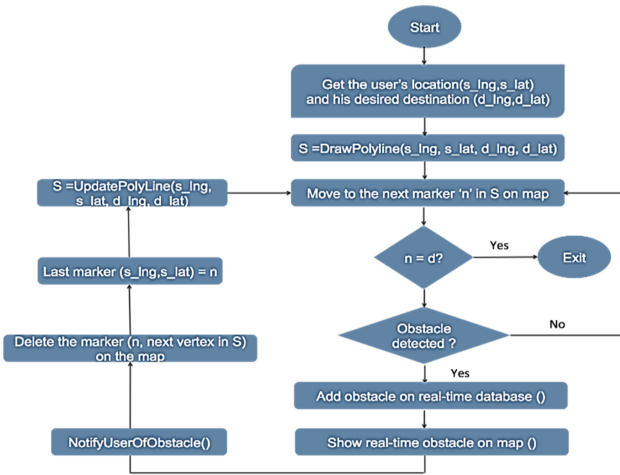 Start
Get the user's location(s_lng,s_lat)
and his desired destination (d_lng,d_lat)
S =DrawPolyline(s_lng, s_lat, d_lng, d_lat)
Move to the next marker 'n' in S on map
n = d?
Yes
Exit
Obstacle
detected ?
No
Yes
Add obstacle on real-time database ()
Show real-time obstacle on map ()
NotifyUserOfObstacle()
Delete the marker (n, next vertex in S)
on the map
Last marker (s_lng,s_lat) = n
S =UpdatePolyLine(s_lng,
s_lat, d_lng, d_lat)